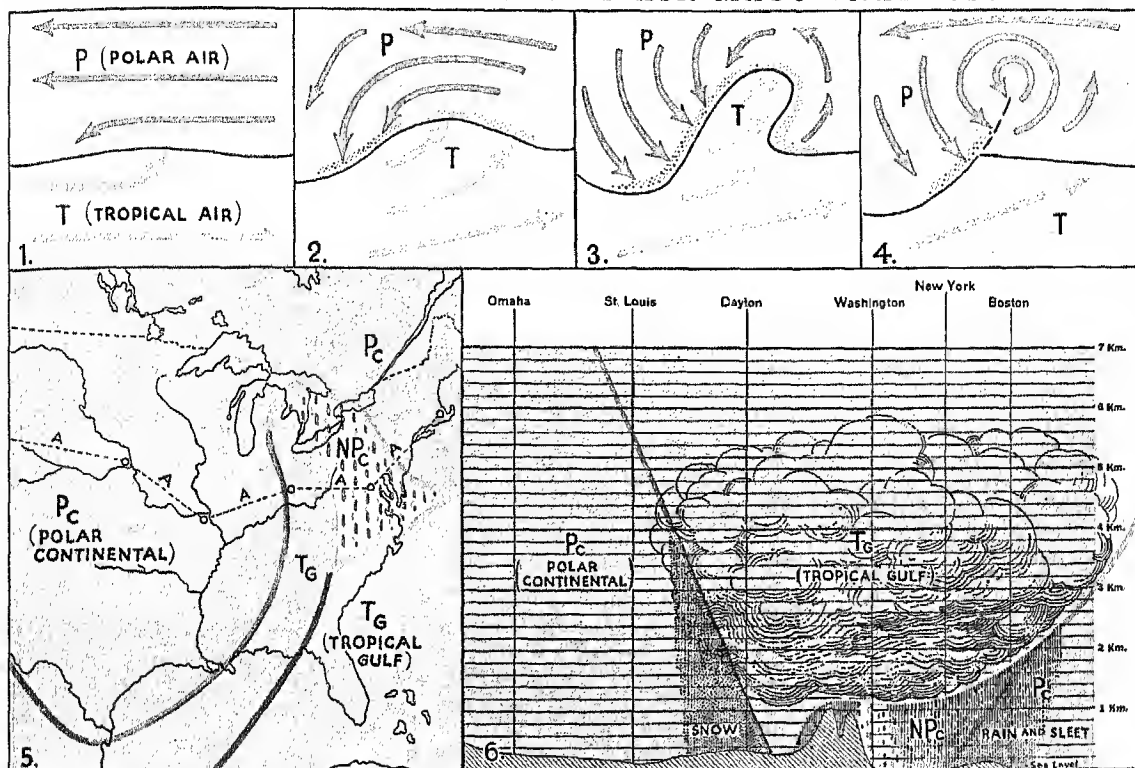 P (POLAR AIR)
T (TROPICAL AIR)
1.
P
T
2.
P
T
3.
P
T
4.
PC
NPC
A
A
A
A
A
PC
(POLAR
CONTINENTAL)
TG
TG
(TROPICAL
GULF)
5.
Omaha
St. Louis
Dayton
Washington
New York
Boston
7 Km.
6 Km.
5 Km.
4 Km.
3 Km.
2 Km.
1 Km.
PC
(POLAR
CONTINENTAL)
TG
(TROPICAL GULF)
PC
SNOW
NPC
RAIN AND SLEET
Sea Level
6.